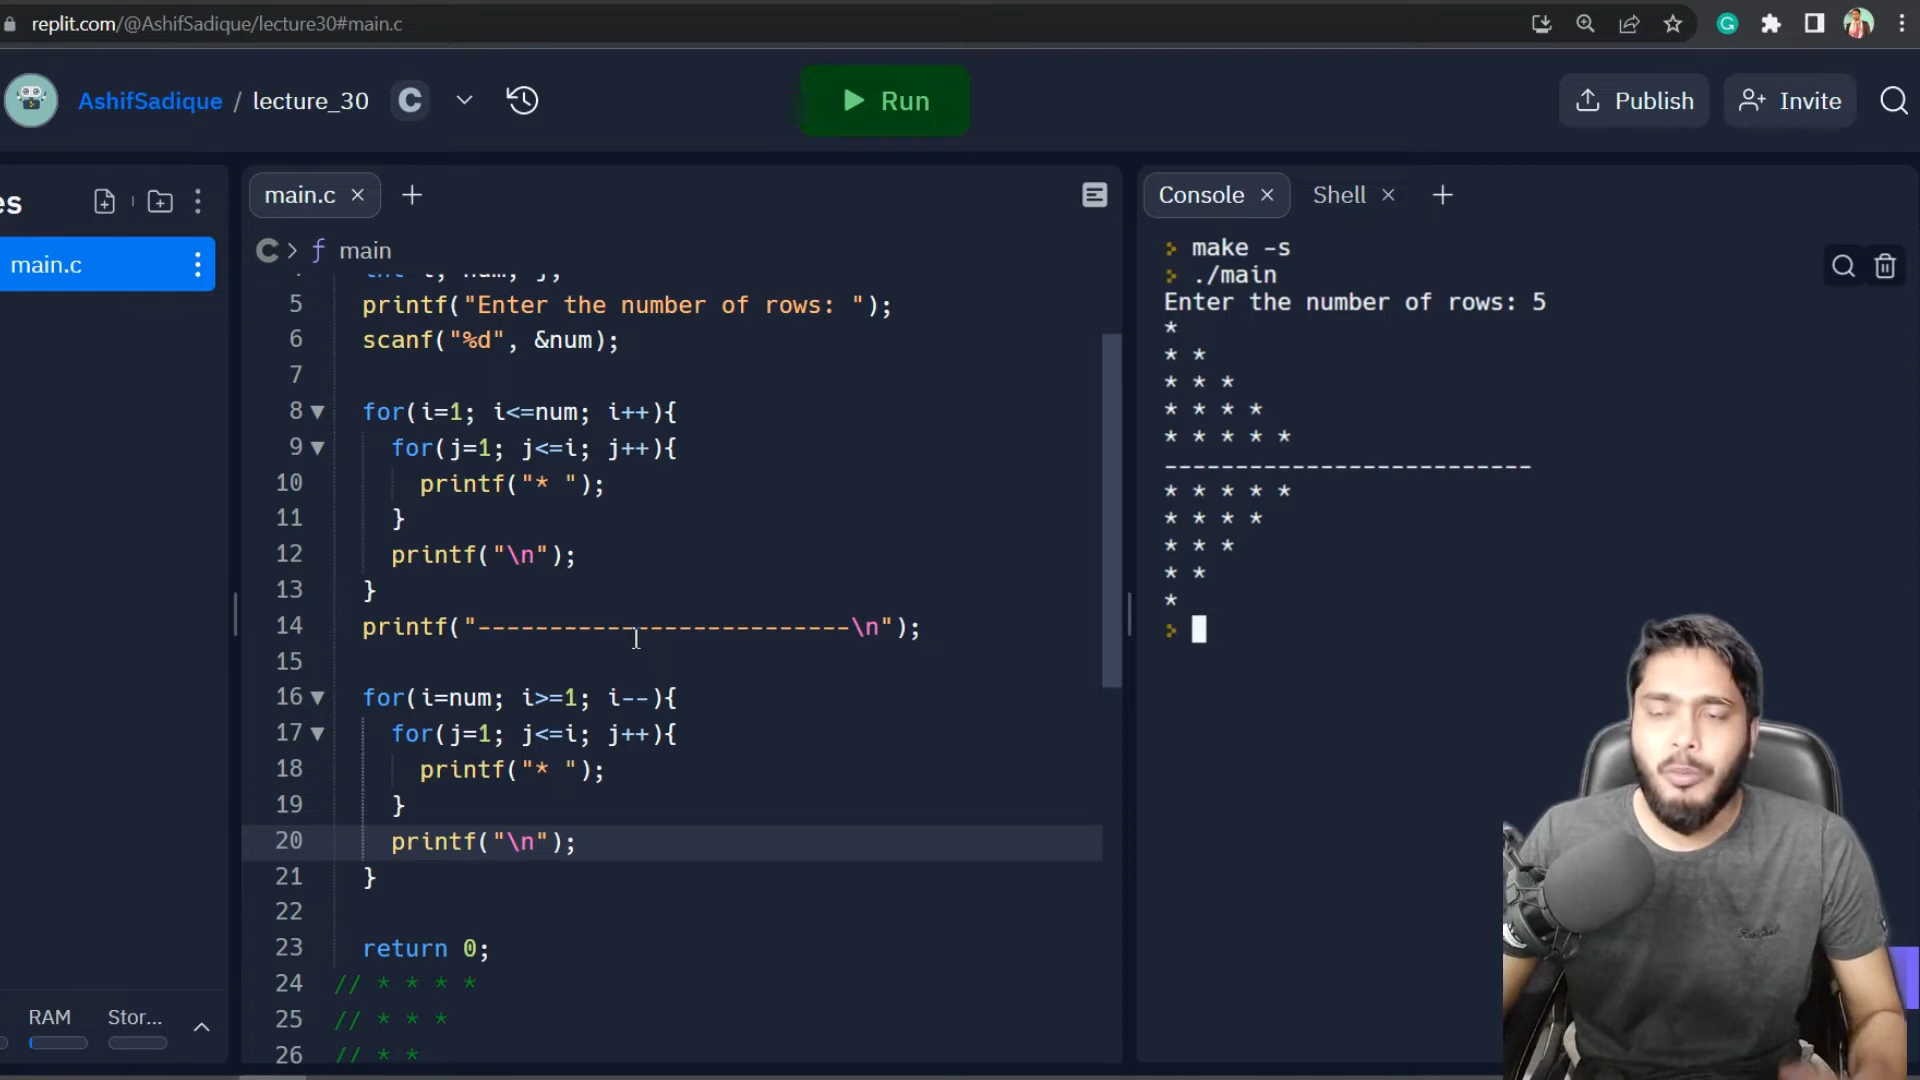 replit.com/@AshifSadique/lecture30#main.c
AshifSadique / lecture_30
C
Run
Publish
Invite
es
main.c
RAM
Stor...
main.c
C > ƒ main
int i, num, j;
5 printf("Enter the number of rows: ");
6 scanf("%d", &num);
7
8 for(i=1; i<=num; i++){
9 for(j=1; j<=i; j++){
10 printf("* ");
11 }
12 printf("\n");
13 }
14 printf("--------------------------\n");
15
16 for(i=num; i>=1; i--){
17 for(j=1; j<=i; j++){
18 printf("* ");
19 }
20 printf("\n");
21 }
22
23 return 0;
24 // * * * *
25 // * * *
26 // * *
Console
Shell
> make -s
> ./main
Enter the number of rows: 5
*
* *
* * *
* * * *
* * * * *
--------------------------
* * * * *
* * * *
* * *
* *
*
>